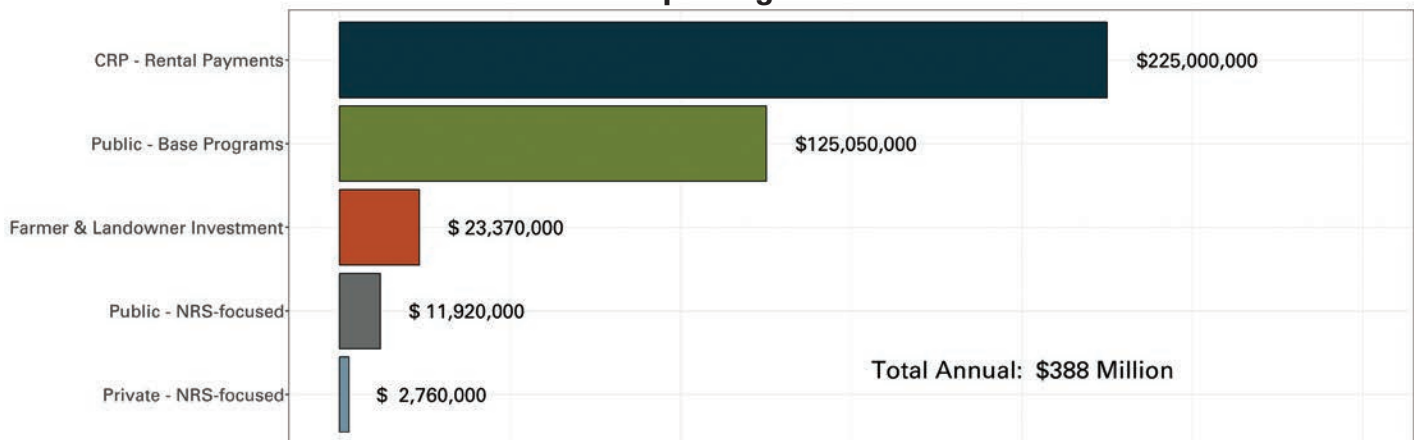 CRP - Rental Payments
$225,000,000
Public - Base Programs
$125,050,000
Farmer & Landowner Investment
$ 23,370,000
Public - NRS-focused
$ 11,920,000
Total Annual: $388 Million
Private - NRS-focused
$ 2,760,000